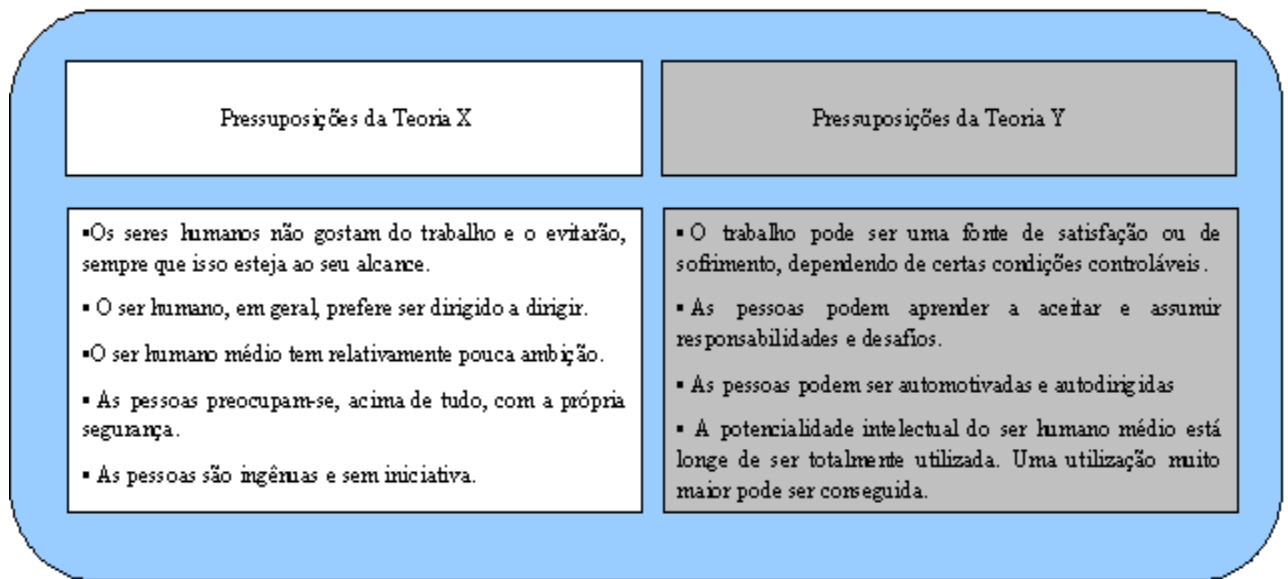 Pressuposições da Teoria X
Pressuposições da Teoria Y
▪Os seres humanos não gostam do trabalho e o evitarão,
sempre que isso esteja ao seu alcance.
▪ O ser humano, em geral, prefere ser dirigido a dirigir.
▪O ser humano médio tem relativamente pouca ambição.
▪ As pessoas preocupam-se, acima de tudo, com a própria
segurança.
▪ As pessoas são ingênuas e sem iniciativa.
▪ O trabalho pode ser uma fonte de satisfação ou de
sofrimento, dependendo de certas condições controláveis.
▪ As pessoas podem aprender a aceitar e assumir
responsabilidades e desafios.
▪ As pessoas podem ser automotivadas e autodirigidas
▪ A potencialidade intelectual do ser humano médio está
longe de ser totalmente utilizada. Uma utilização muito
maior pode ser conseguida.